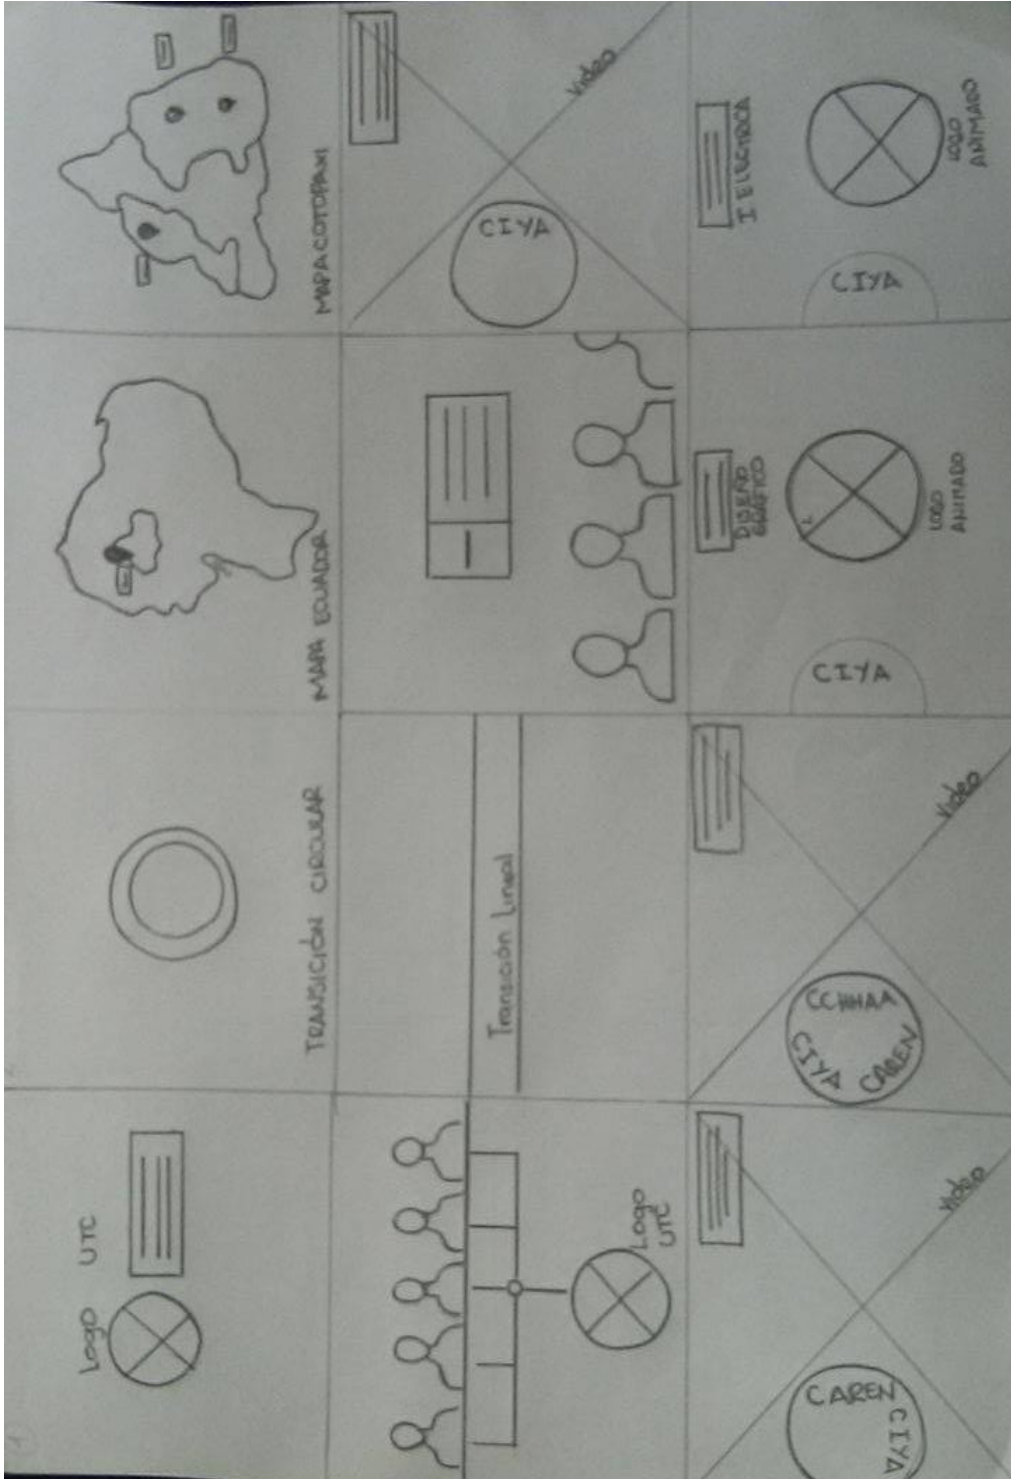 Logo UTC
TRANSICIÓN CIRCULAR
MAPA ECUADOR
MAPA COTOPAXI
Logo
UTC
Transición Lineal
CIYA
Video
CAREN
CIYA
Video
CCHHAA
CIYA
CAREN
Video
CIYA
DISEÑO
GRÁFICO
LOGO
ANIMADO
CIYA
I ELECTRICA
LOGO
ANIMADO